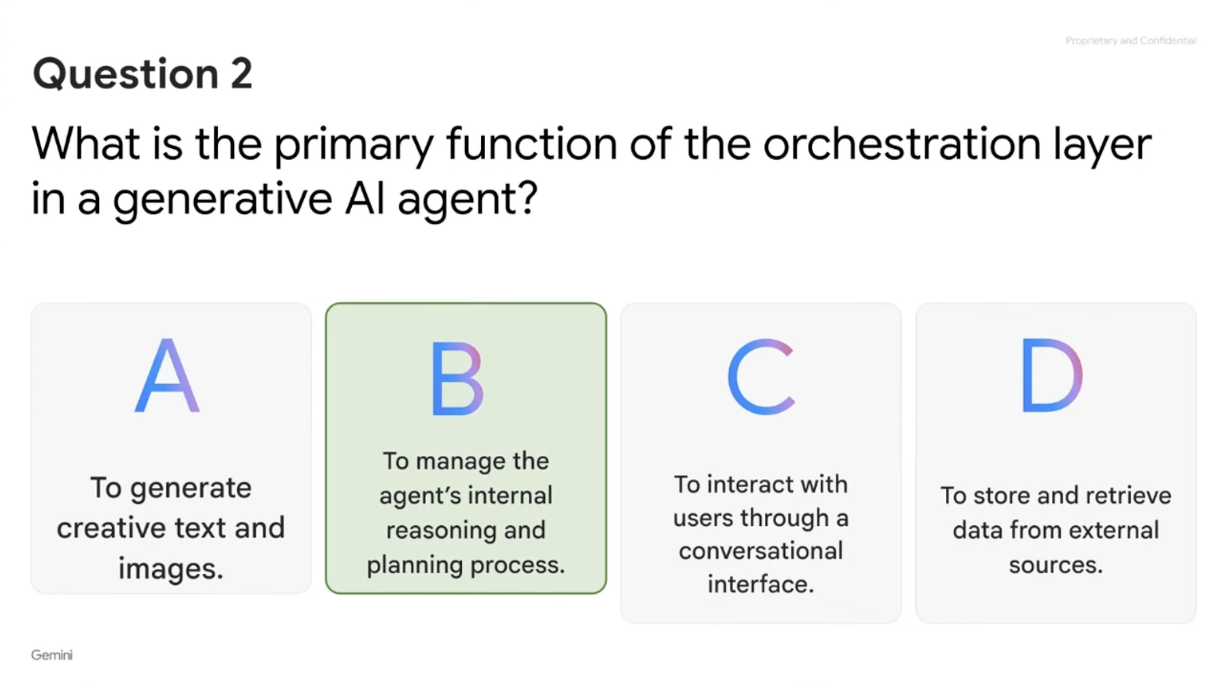 Proprietary and Confidential
Question 2
What is the primary function of the orchestration layer
in a generative AI agent?
A
To generate
creative text and
images.
B
To manage the
agent’s internal
reasoning and
planning process.
C
To interact with
users through a
conversational
interface.
D
To store and retrieve
data from external
sources.
Gemini